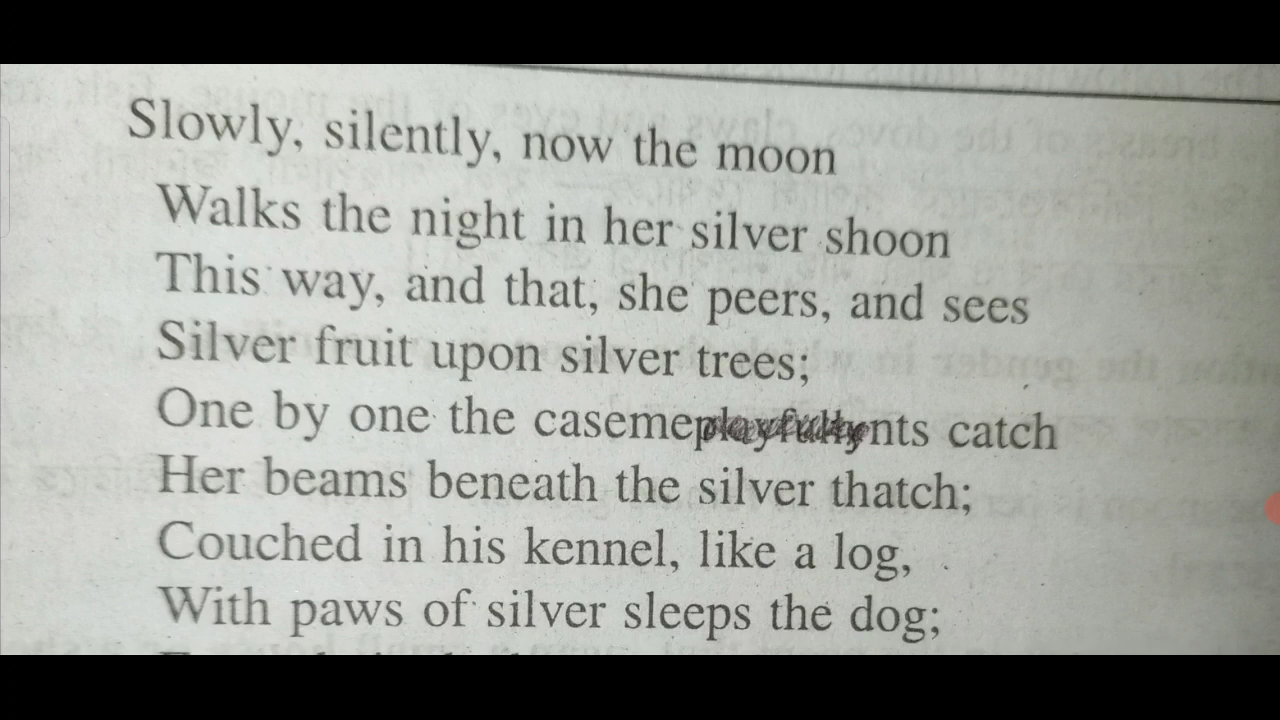 Slowly, silently, now the moon
Walks the night in her silver shoon
This way, and that, she peers, and sees
Silver fruit upon silver trees;
One by one the casemeplayfullynts catch
Her beams beneath the silver thatch;
Couched in his kennel, like a log,
With paws of silver sleeps the dog;